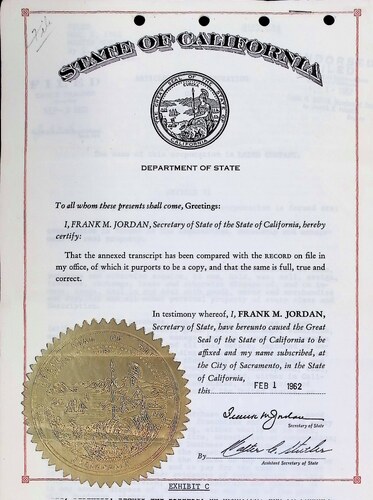 STATE OF CALIFORNIA
DEPARTMENT OF STATE
To all whom these presents shall come, Greetings:
I, FRANK M. JORDAN, Secretary of State of the State of California, hereby
certify:
That the annexed transcript has been compared with the RECORD on file in
my office, of which it purports to be a copy, and that the same is full, true and
correct.
In testimony whereof, I, FRANK M. JORDAN,
Secretary of State, have hereunto caused the Great
Seal of the State of California to be
affixed and my name subscribed, at
the City of Sacramento, in the State
of California,
this FEB 1 1962
Frank M. Jordan
Secretary of State
By
Assistant Secretary of State
EXHIBIT C